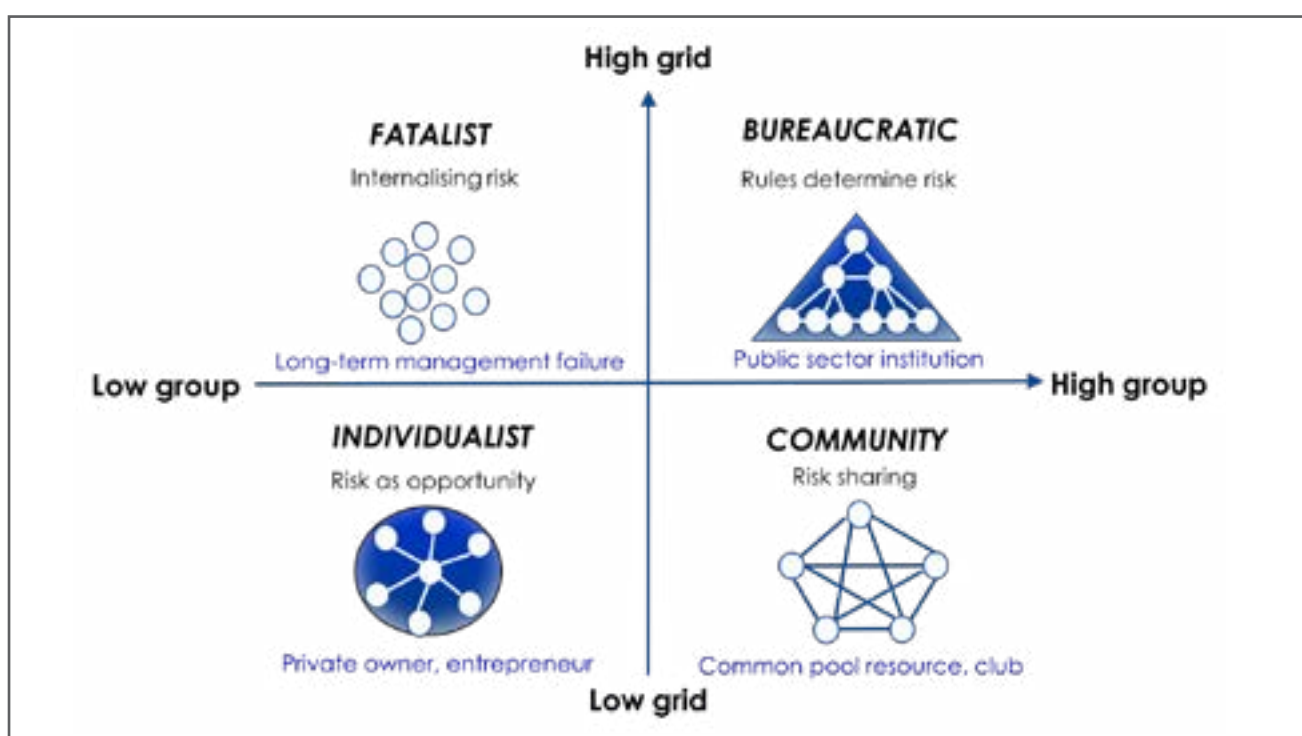 High grid
FATALIST
Internalising risk
Long-term management failure
BUREAUCRATIC
Rules determine risk
Public sector institution
Low group
High group
INDIVIDUALIST
Risk as opportunity
Private owner, entrepreneur
COMMUNITY
Risk sharing
Common pool resource, club
Low grid